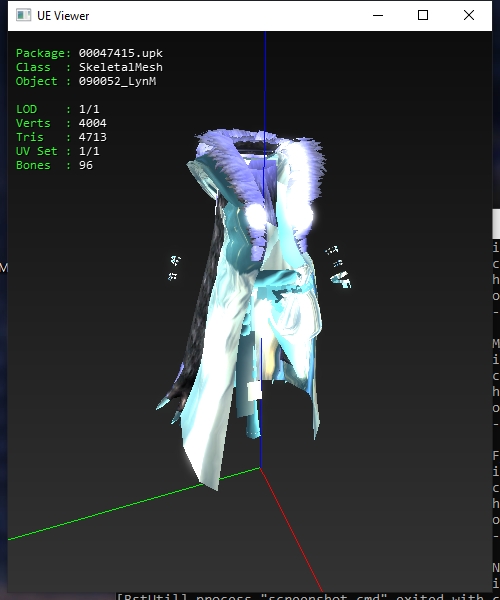 UE Viewer
Package: 00047415.upk
Class  : SkeletalMesh
Object : 090052_LynM
LOD    : 1/1
Verts  : 4004
Tris   : 4713
UV Set : 1/1
Bones  : 96
M
i
c
h
o
-
M
i
c
h
o
-
F
i
c
h
o
-
N
i
[BstUtil] process "screenshot.cmd" exited with c